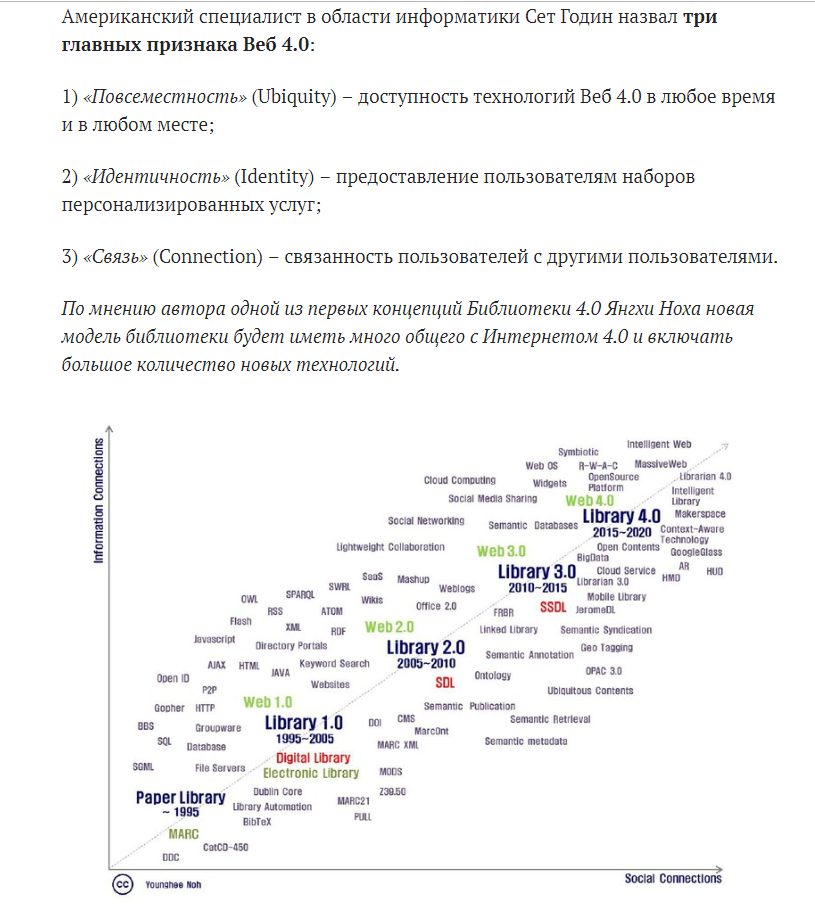 Американский специалист в области информатики Сет Годин назвал три
главных признака Веб 4.0:
1) «Повсеместность» (Ubiquity) – доступность технологий Веб 4.0 в любое время
и в любом месте;
2) «Идентичность» (Identity) – предоставление пользователям наборов
персонализированных услуг;
3) «Связь» (Connection) – связанность пользователей с другими пользователями.
По мнению автора одной из первых концепций Библиотеки 4.0 Янгхи Ноха новая
модель библиотеки будет иметь много общего с Интернетом 4.0 и включать
большое количество новых технологий.
Information Connections
Intelligent Web
Symbiotic
Web OS
R-W-A-C
MassiveWeb
Cloud Computing
Widgets
OpenSource
Platform
Librarian 4.0
Social Media Sharing
Web 4.0
Intelligent
Library
Social Networking
Semantic Databases
Library 4.0
2015~2020
Makerspace
Context-Aware
Technology
Lightweight Collaboration
Web 3.0
Open Contents
GoogleGlass
BigData
Library 3.0
2010~2015
Cloud Service
AR
HMD
HUD
Librarian 3.0
SaaS
Mashup
SWRL
Weblogs
Mobile Library
OWL
SPARQL
Wikis
Office 2.0
FRBR
SSDL
JeromeDL
RSS
ATOM
Flash
XML
RDF
Web 2.0
Linked Library
Semantic Syndication
Javascript
Directory Portals
Library 2.0
2005~2010
Semantic Annotation
Geo Tagging
AJAX
HTML
JAVA
Keyword Search
OPAC 3.0
Open ID
Websites
SDL
Ontology
P2P
Ubiquitous Contents
Gopher
HTTP
Web 1.0
Semantic Publication
BBS
Groupware
Library 1.0
1995~2005
DOI
CMS
MarcOnt
Semantic Retrieval
SQL
Database
MARC XML
Semantic metadata
SGML
File Servers
Digital Library
Electronic Library
MODS
Paper Library
~ 1995
Dublin Core
Z39.50
Library Automation
MARC21
BibTeX
PULL
MARC
CatCD-450
DDC
Social Connections
CC
Younghee Noh